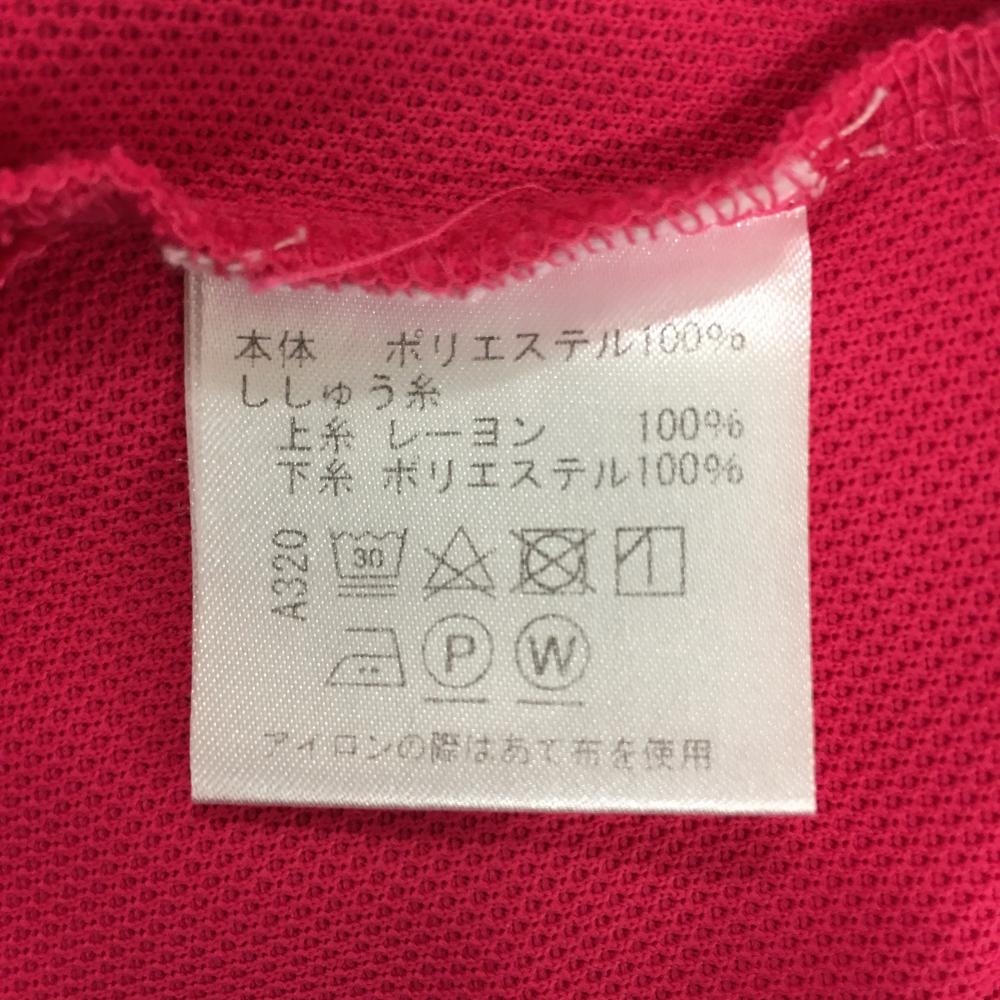 本体 ポリエステル100%
ししゅう糸
上糸 レーヨン 100%
下糸 ポリエステル100%
A320
30
P W
アイロンの際はあて布を使用